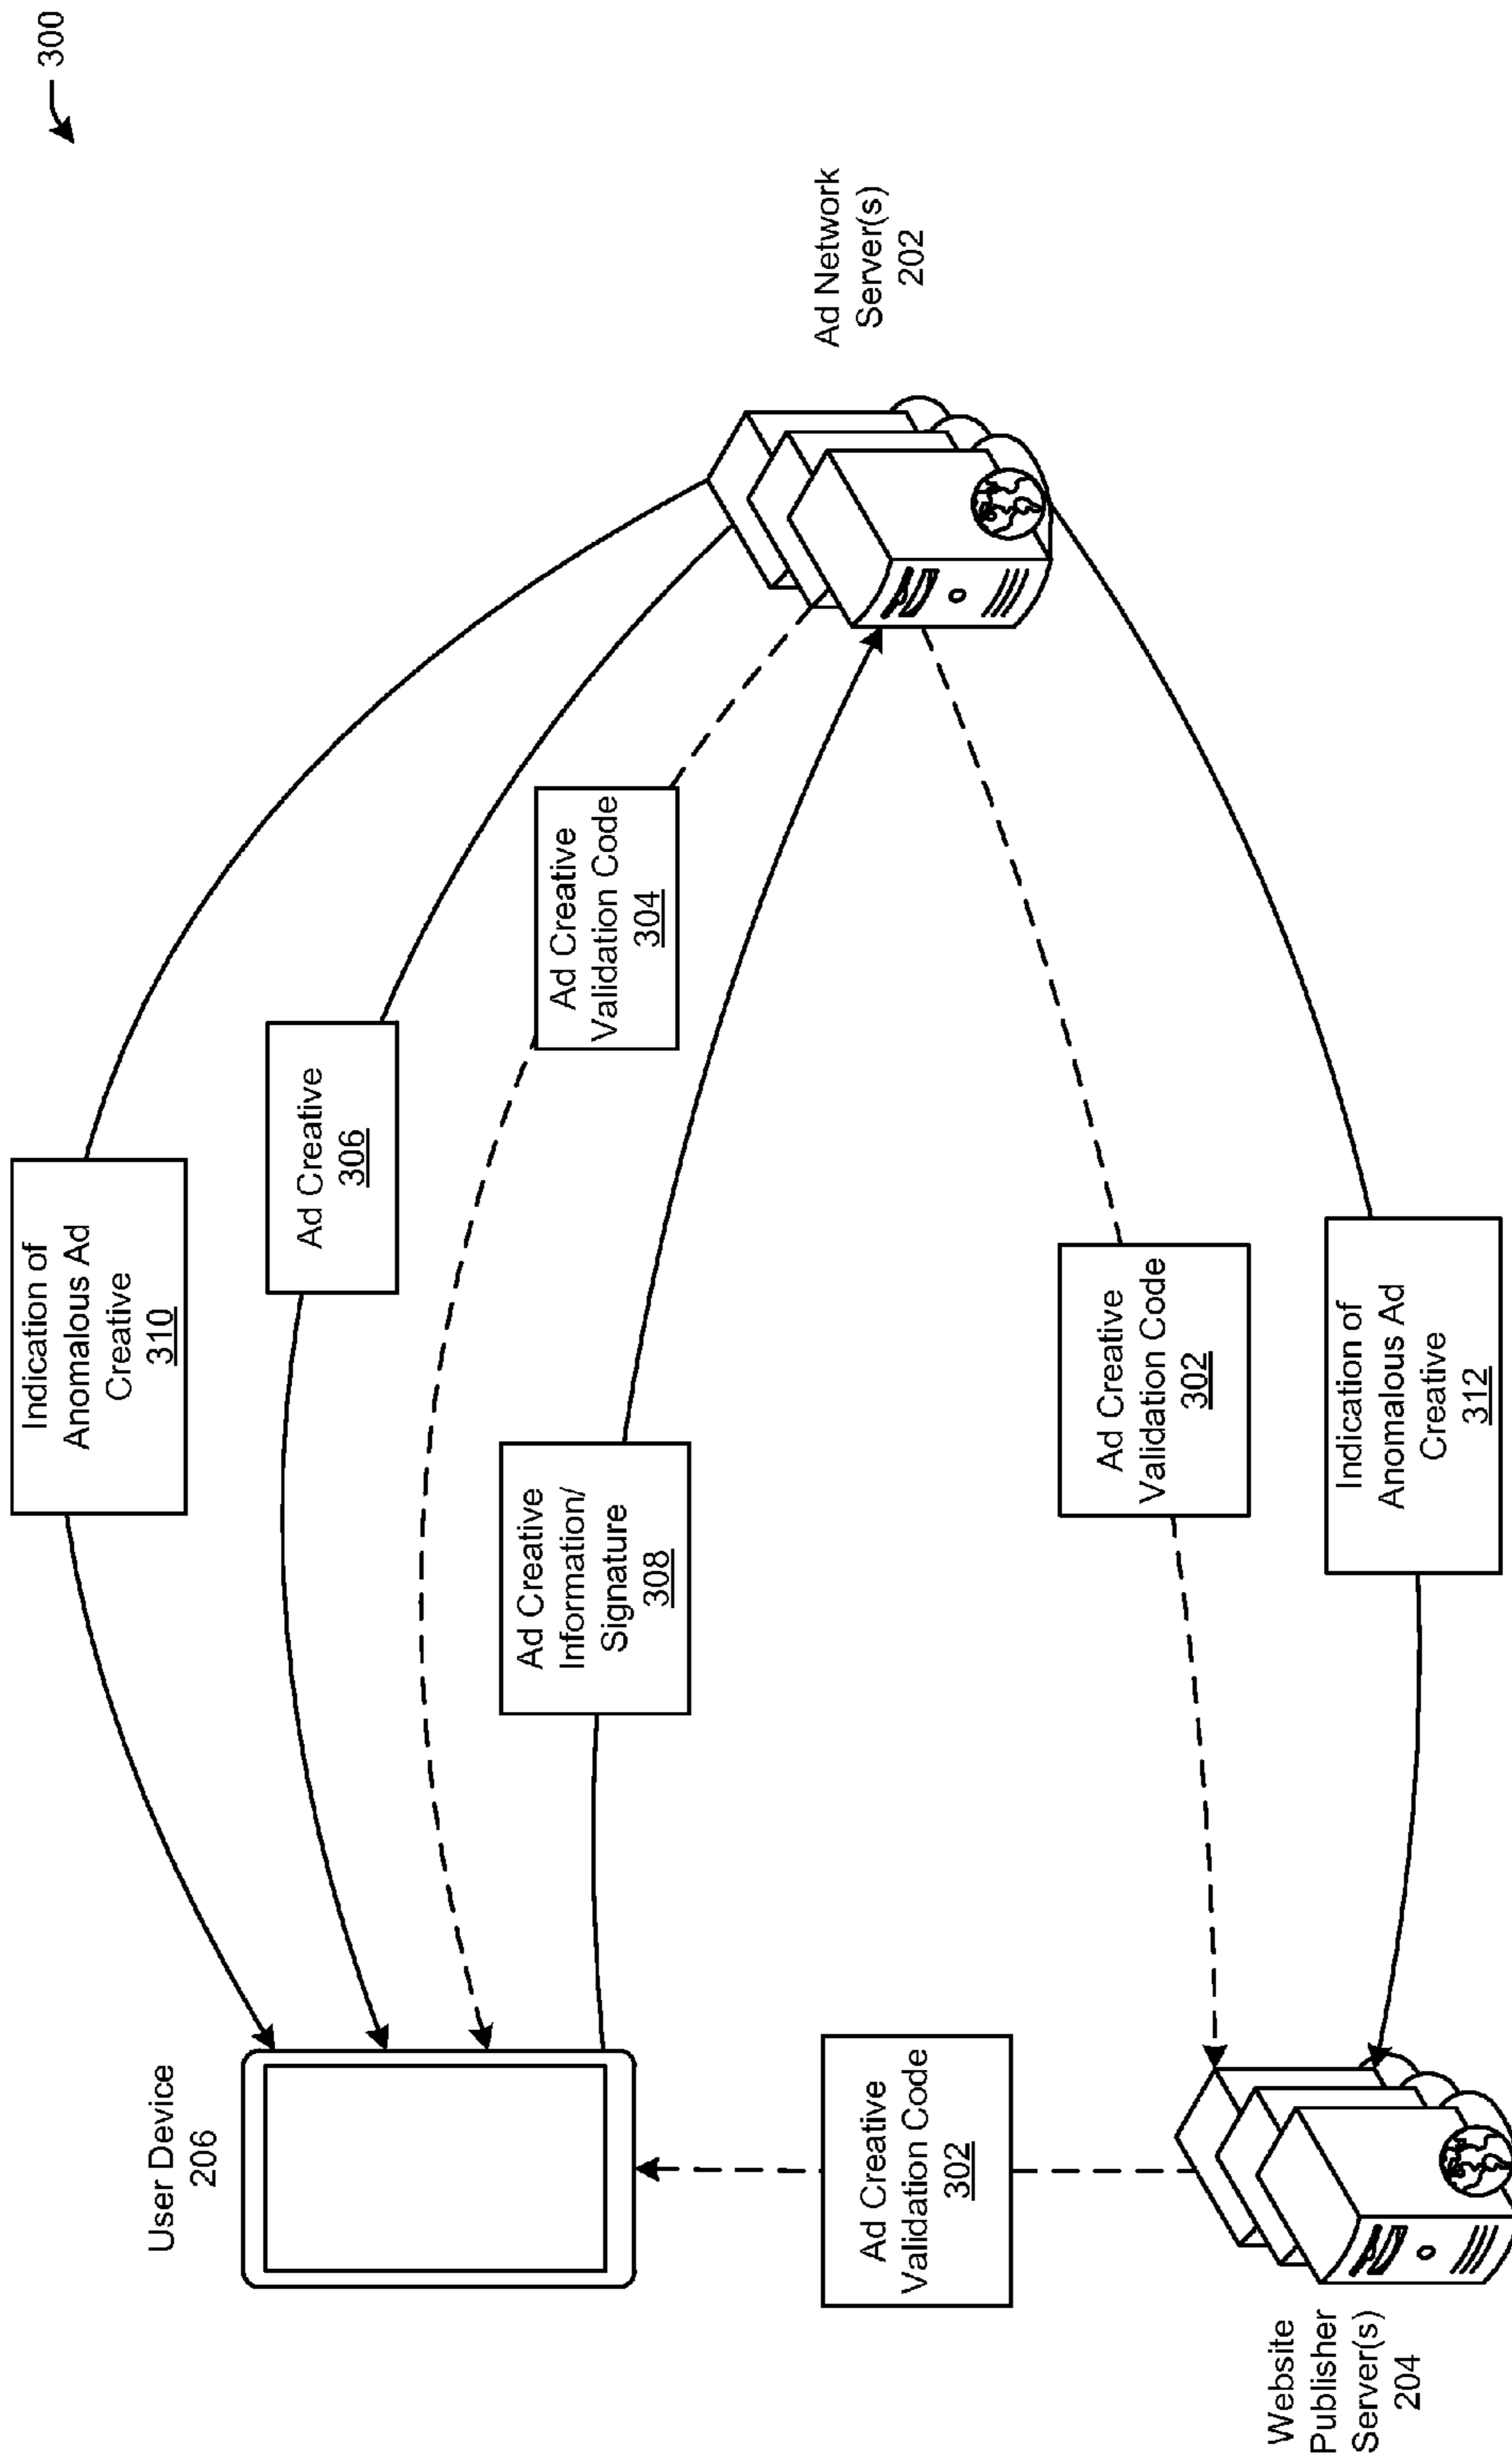 300
Indication of
Anomalous Ad
Creative
310
Ad Creative
306
User Device
206
Ad Creative
Validation Code
304
Ad Creative
Information/
Signature
308
Ad Network
Server(s)
202
Ad Creative
Validation Code
302
Ad Creative
Validation Code
302
Indication of
Anomalous Ad
Creative
312
Website
Publisher
Server(s)
204